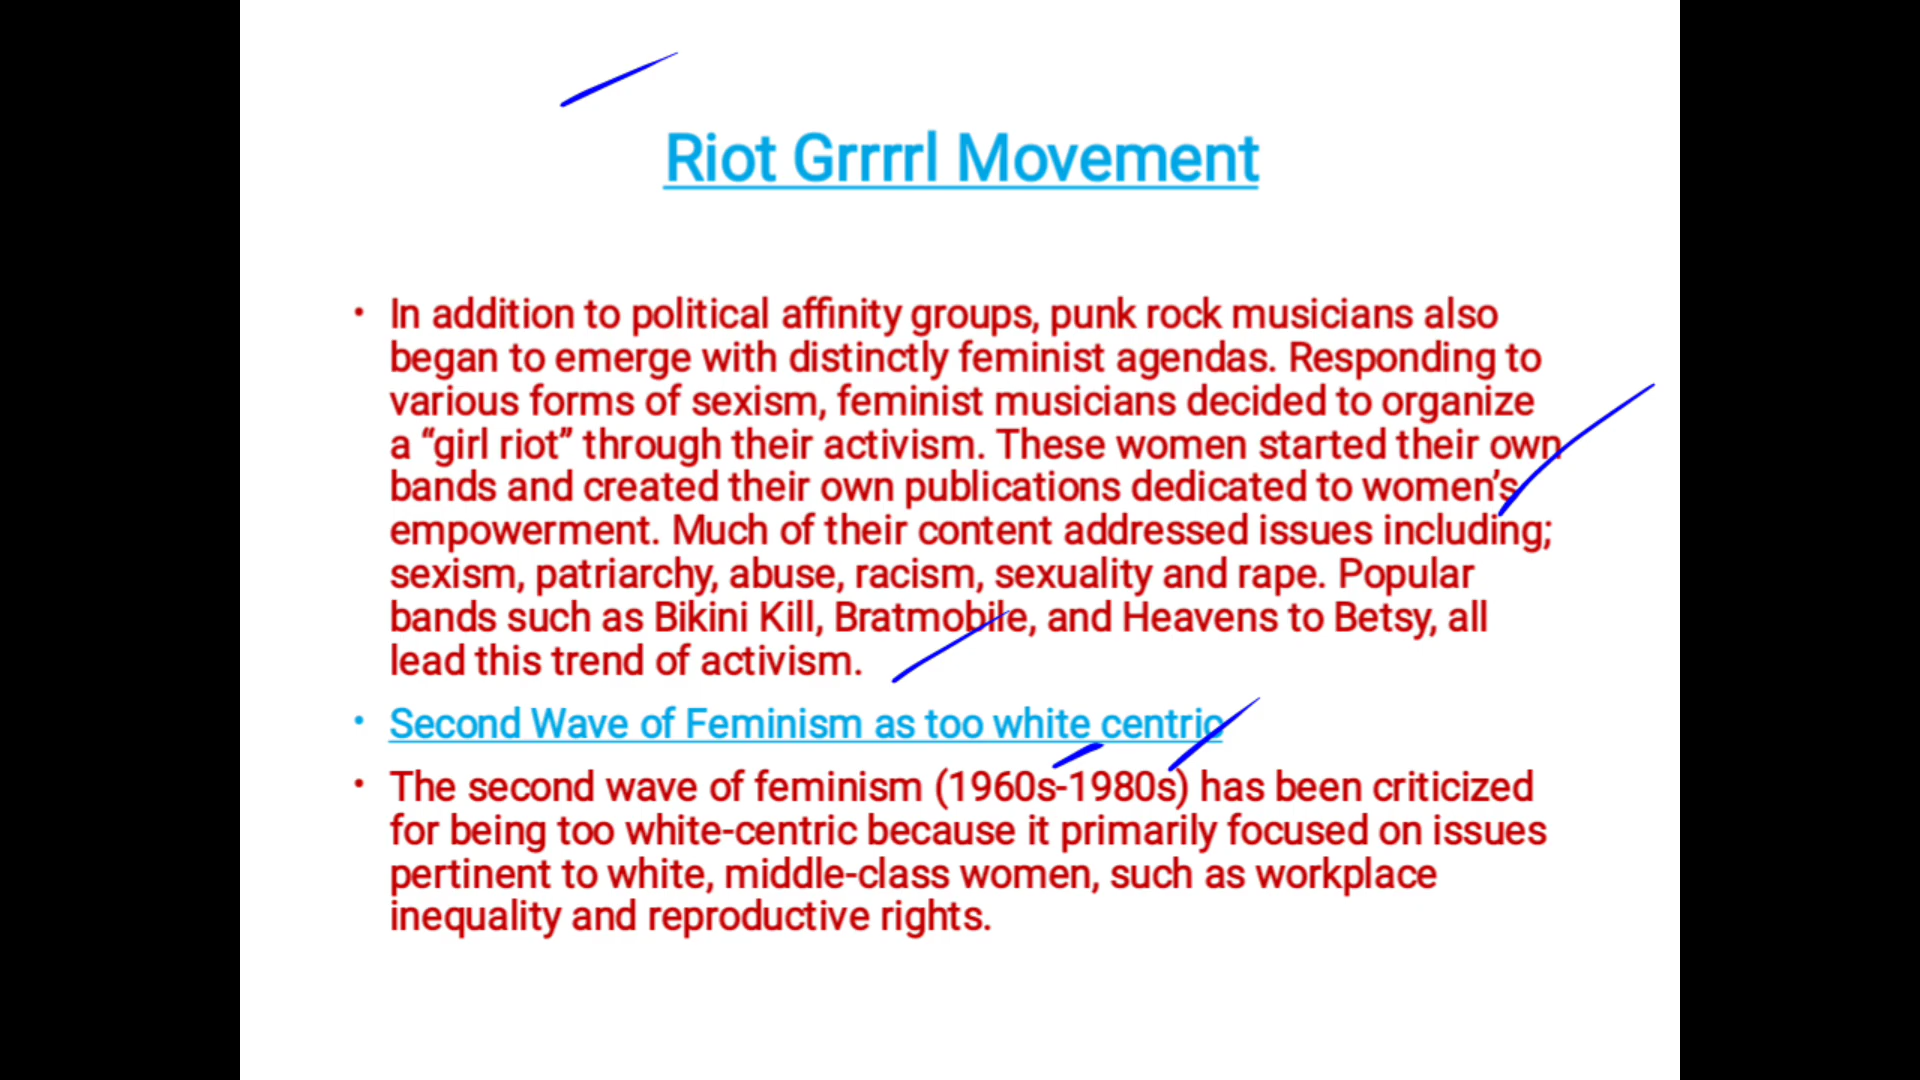 Riot Grrrrl Movement
• In addition to political affinity groups, punk rock musicians also
began to emerge with distinctly feminist agendas. Responding to
various forms of sexism, feminist musicians decided to organize
a “girl riot” through their activism. These women started their own
bands and created their own publications dedicated to women’s
empowerment. Much of their content addressed issues including;
sexism, patriarchy, abuse, racism, sexuality and rape. Popular
bands such as Bikini Kill, Bratmobile, and Heavens to Betsy, all
lead this trend of activism.
• Second Wave of Feminism as too white centric
• The second wave of feminism (1960s-1980s) has been criticized
for being too white-centric because it primarily focused on issues
pertinent to white, middle-class women, such as workplace
inequality and reproductive rights.